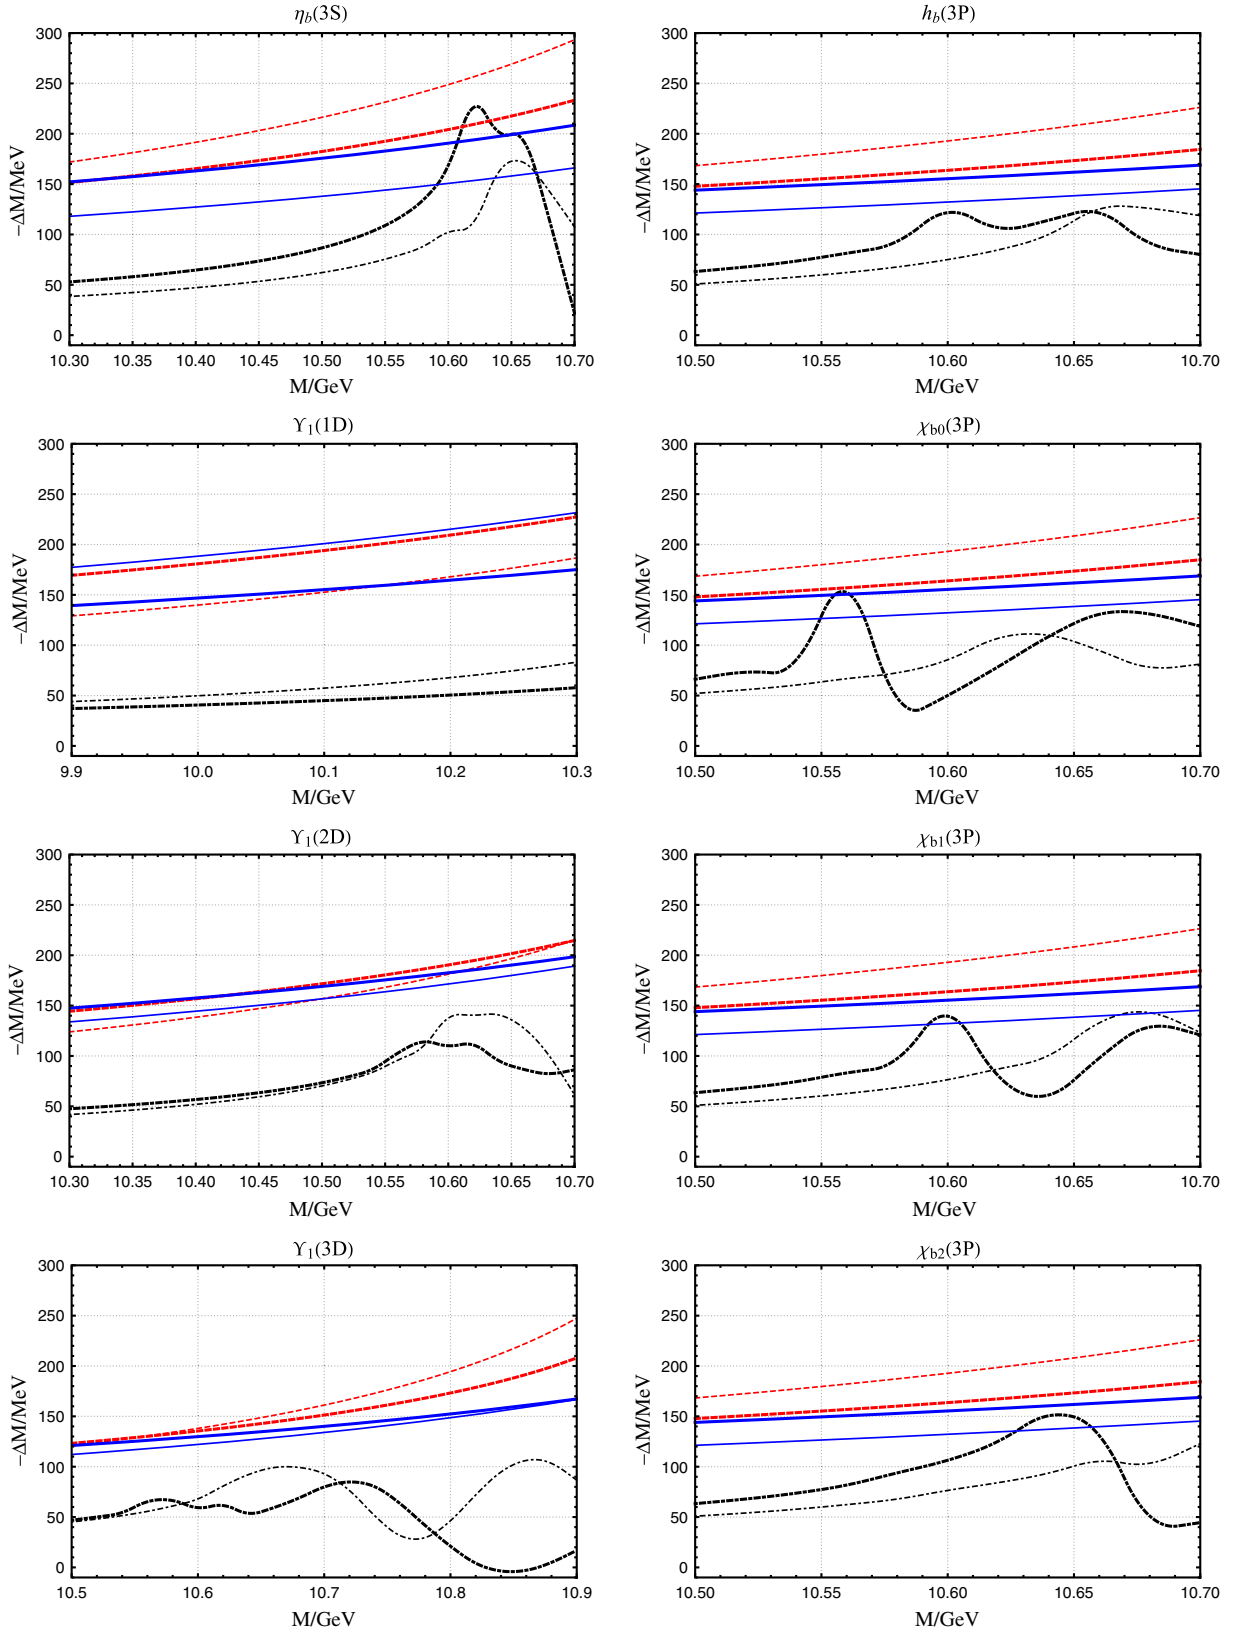 η_b(3S)
300
250
200
150
100
50
0
−ΔM/MeV
10.30 10.35 10.40 10.45 10.50 10.55 10.60 10.65 10.70
M/GeV
h_b(3P)
300
250
200
150
100
50
0
−ΔM/MeV
10.50 10.55 10.60 10.65 10.70
M/GeV
ϒ₁(1D)
300
250
200
150
100
50
0
−ΔM/MeV
9.9 10.0 10.1 10.2 10.3
M/GeV
χ_b0(3P)
300
250
200
150
100
50
0
−ΔM/MeV
10.50 10.55 10.60 10.65 10.70
M/GeV
ϒ₁(2D)
300
250
200
150
100
50
0
−ΔM/MeV
10.30 10.35 10.40 10.45 10.50 10.55 10.60 10.65 10.70
M/GeV
χ_b1(3P)
300
250
200
150
100
50
0
−ΔM/MeV
10.50 10.55 10.60 10.65 10.70
M/GeV
ϒ₁(3D)
300
250
200
150
100
50
0
−ΔM/MeV
10.5 10.6 10.7 10.8 10.9
M/GeV
χ_b2(3P)
300
250
200
150
100
50
0
−ΔM/MeV
10.50 10.55 10.60 10.65 10.70
M/GeV